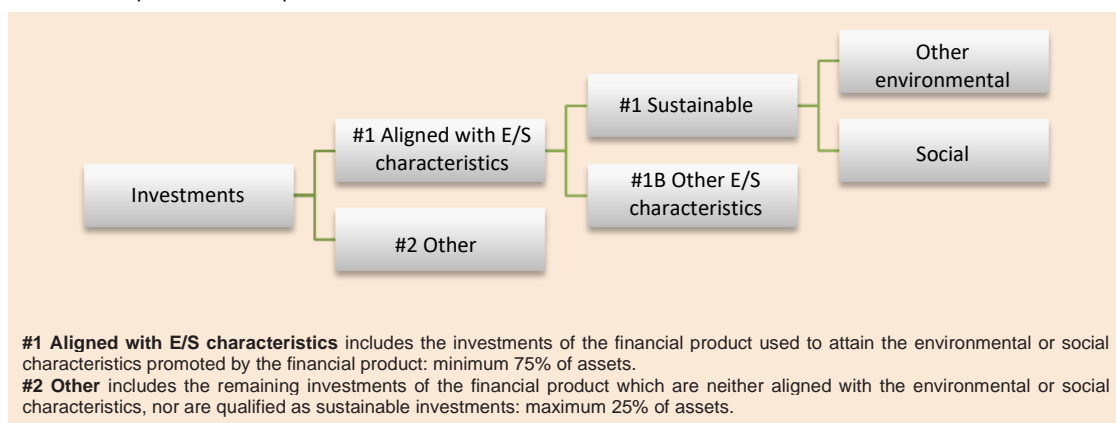 Other
environmental
#1 Sustainable
#1 Aligned with E/S
characteristics
Social
Investments
#1B Other E/S
characteristics
#2 Other
#1 Aligned with E/S characteristics includes the investments of the financial product used to attain the environmental or social
characteristics promoted by the financial product: minimum 75% of assets.
#2 Other includes the remaining investments of the financial product which are neither aligned with the environmental or social
characteristics, nor are qualified as sustainable investments: maximum 25% of assets.